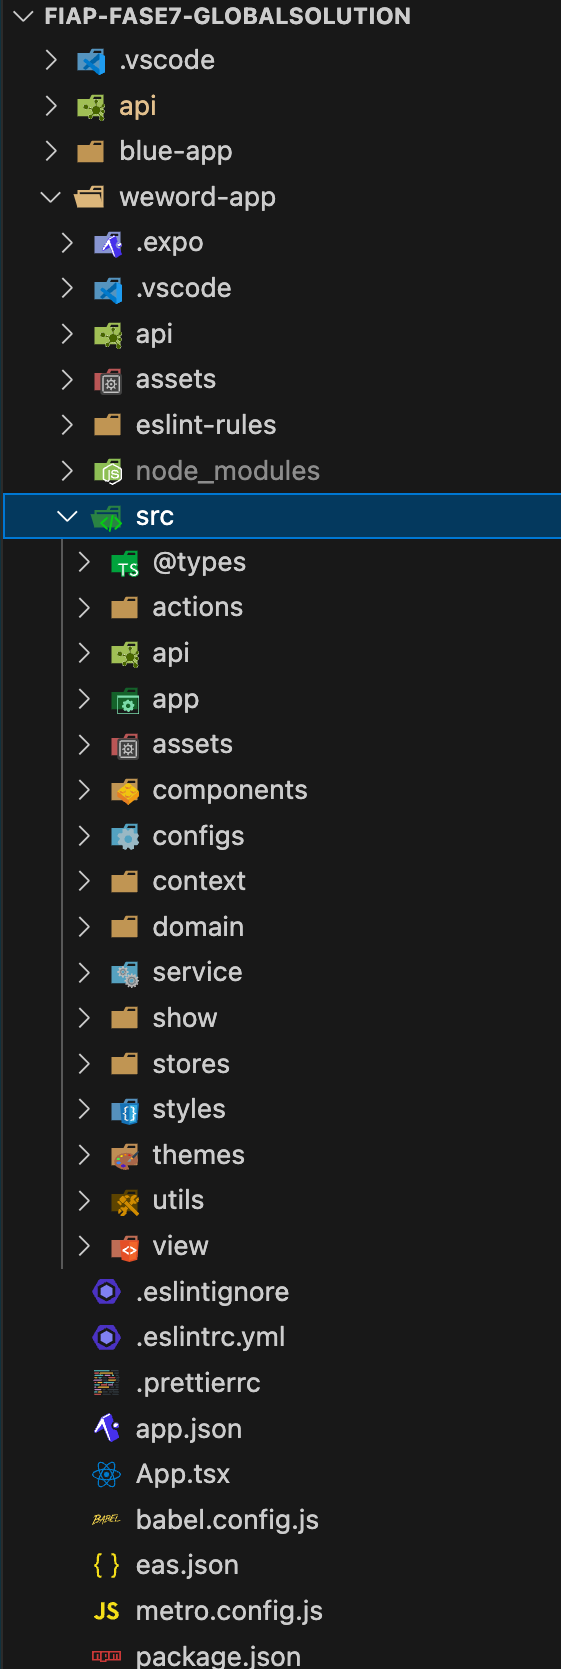 FIAP-FASE7-GLOBALSOLUTION
.vscode
api
blue-app
weword-app
.expo
.vscode
api
assets
eslint-rules
node_modules
src
@types
actions
api
app
assets
components
configs
context
domain
service
show
stores
styles
themes
utils
view
.eslintignore
.eslintrc.yml
.prettierrc
app.json
App.tsx
babel.config.js
eas.json
metro.config.js
package.json